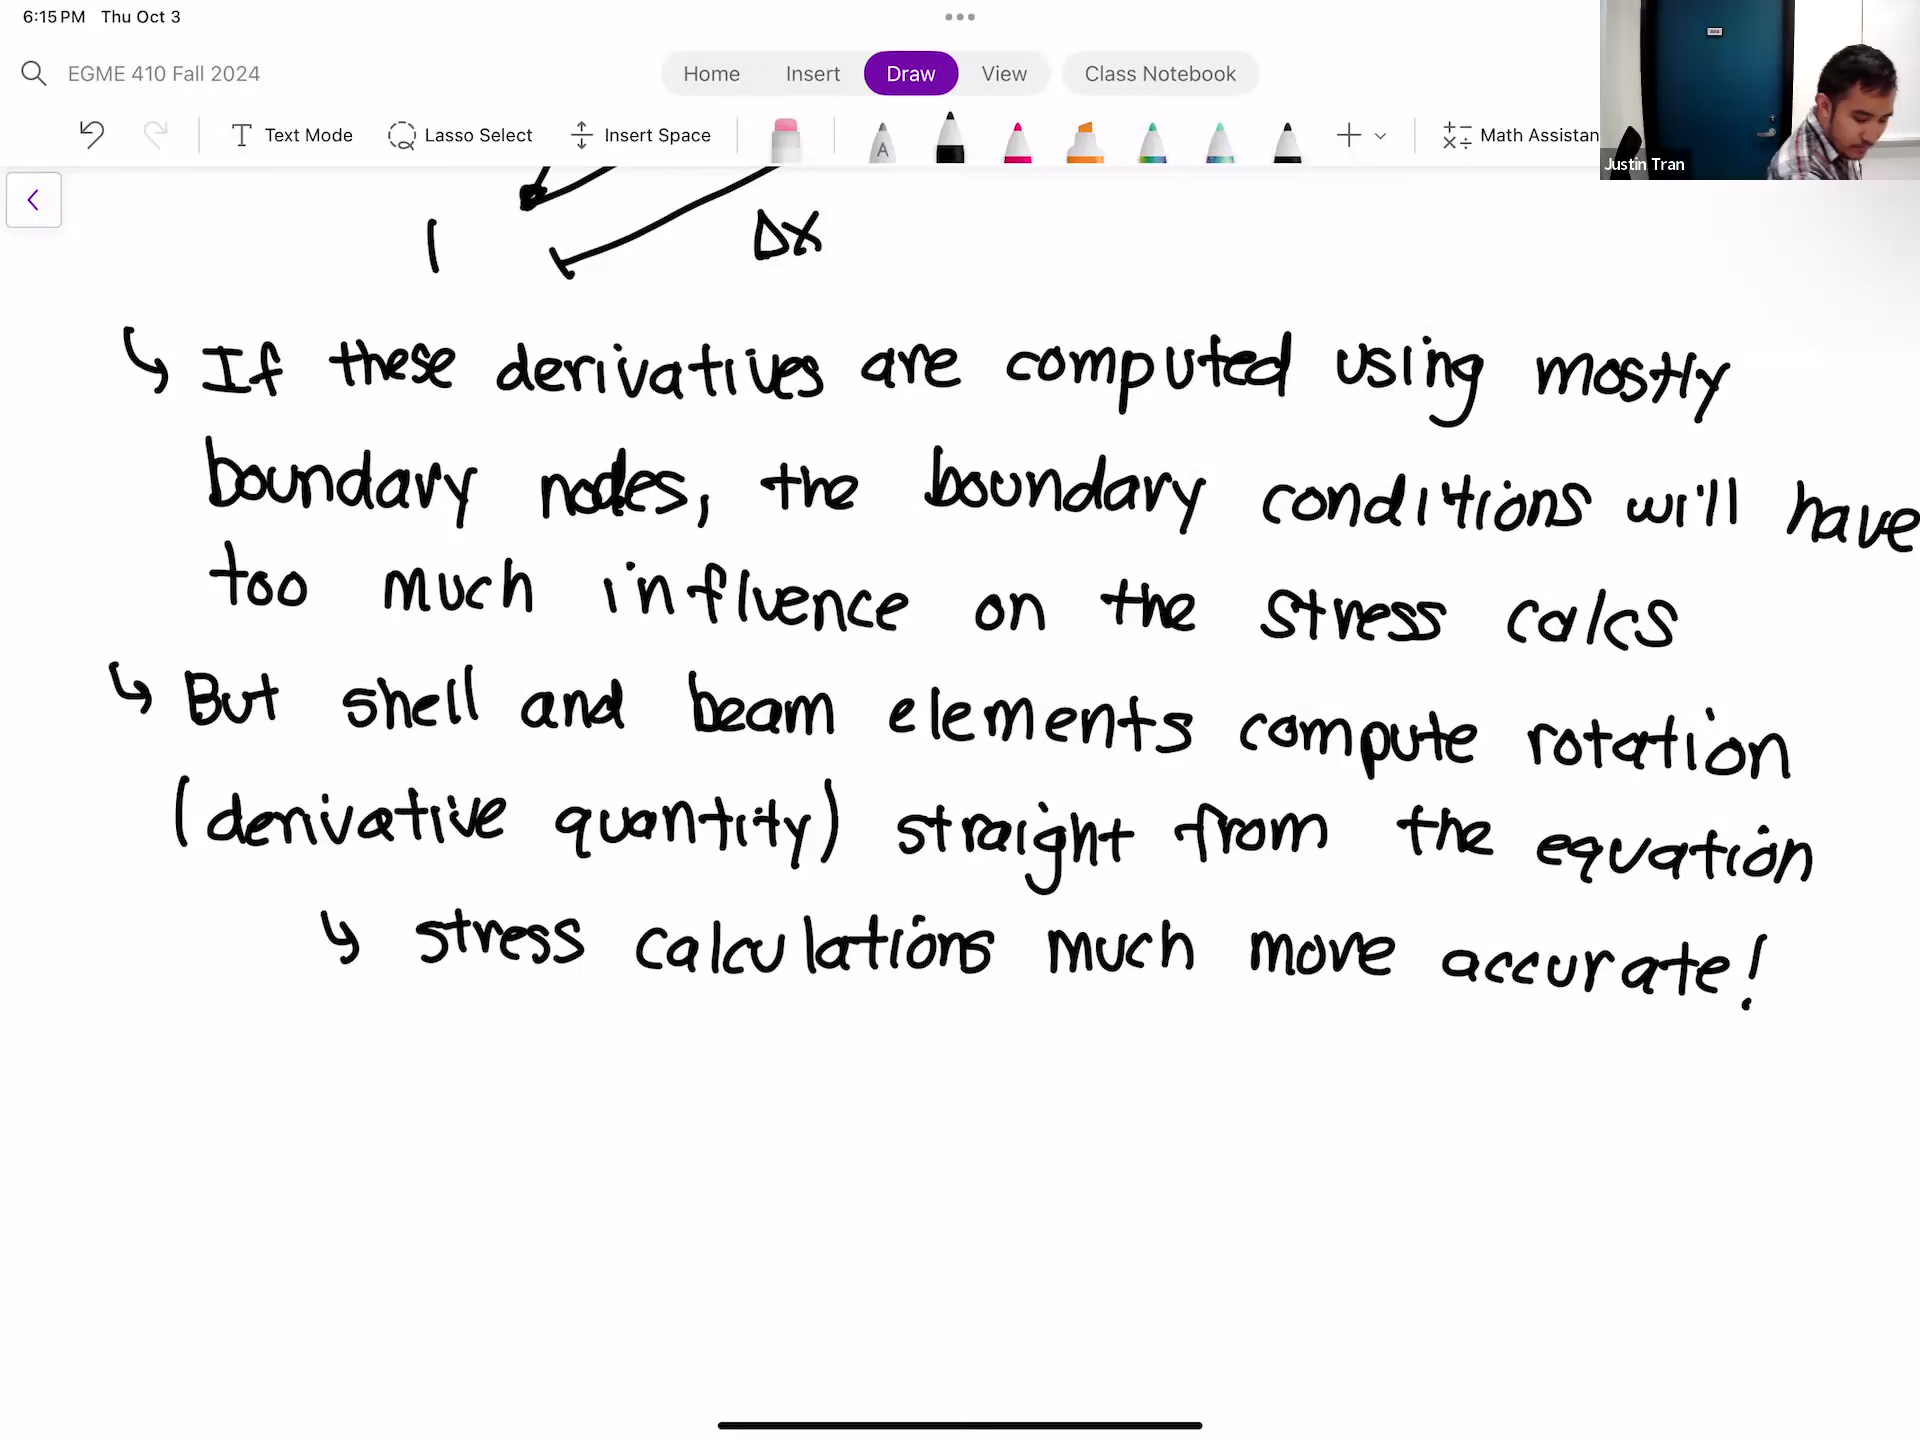 6:15 PM Thu Oct 3
EGME 410 Fall 2024
Home Insert Draw View Class Notebook
Text Mode Lasso Select Insert Space A Math Assistan
Justin Tran
1 Δx
↳ If these derivatives are computed using mostly
boundary nodes, the boundary conditions will have
too much influence on the stress calcs
↳ But shell and beam elements compute rotation
(derivative quantity) straight from the equation
↳ stress calculations much more accurate!